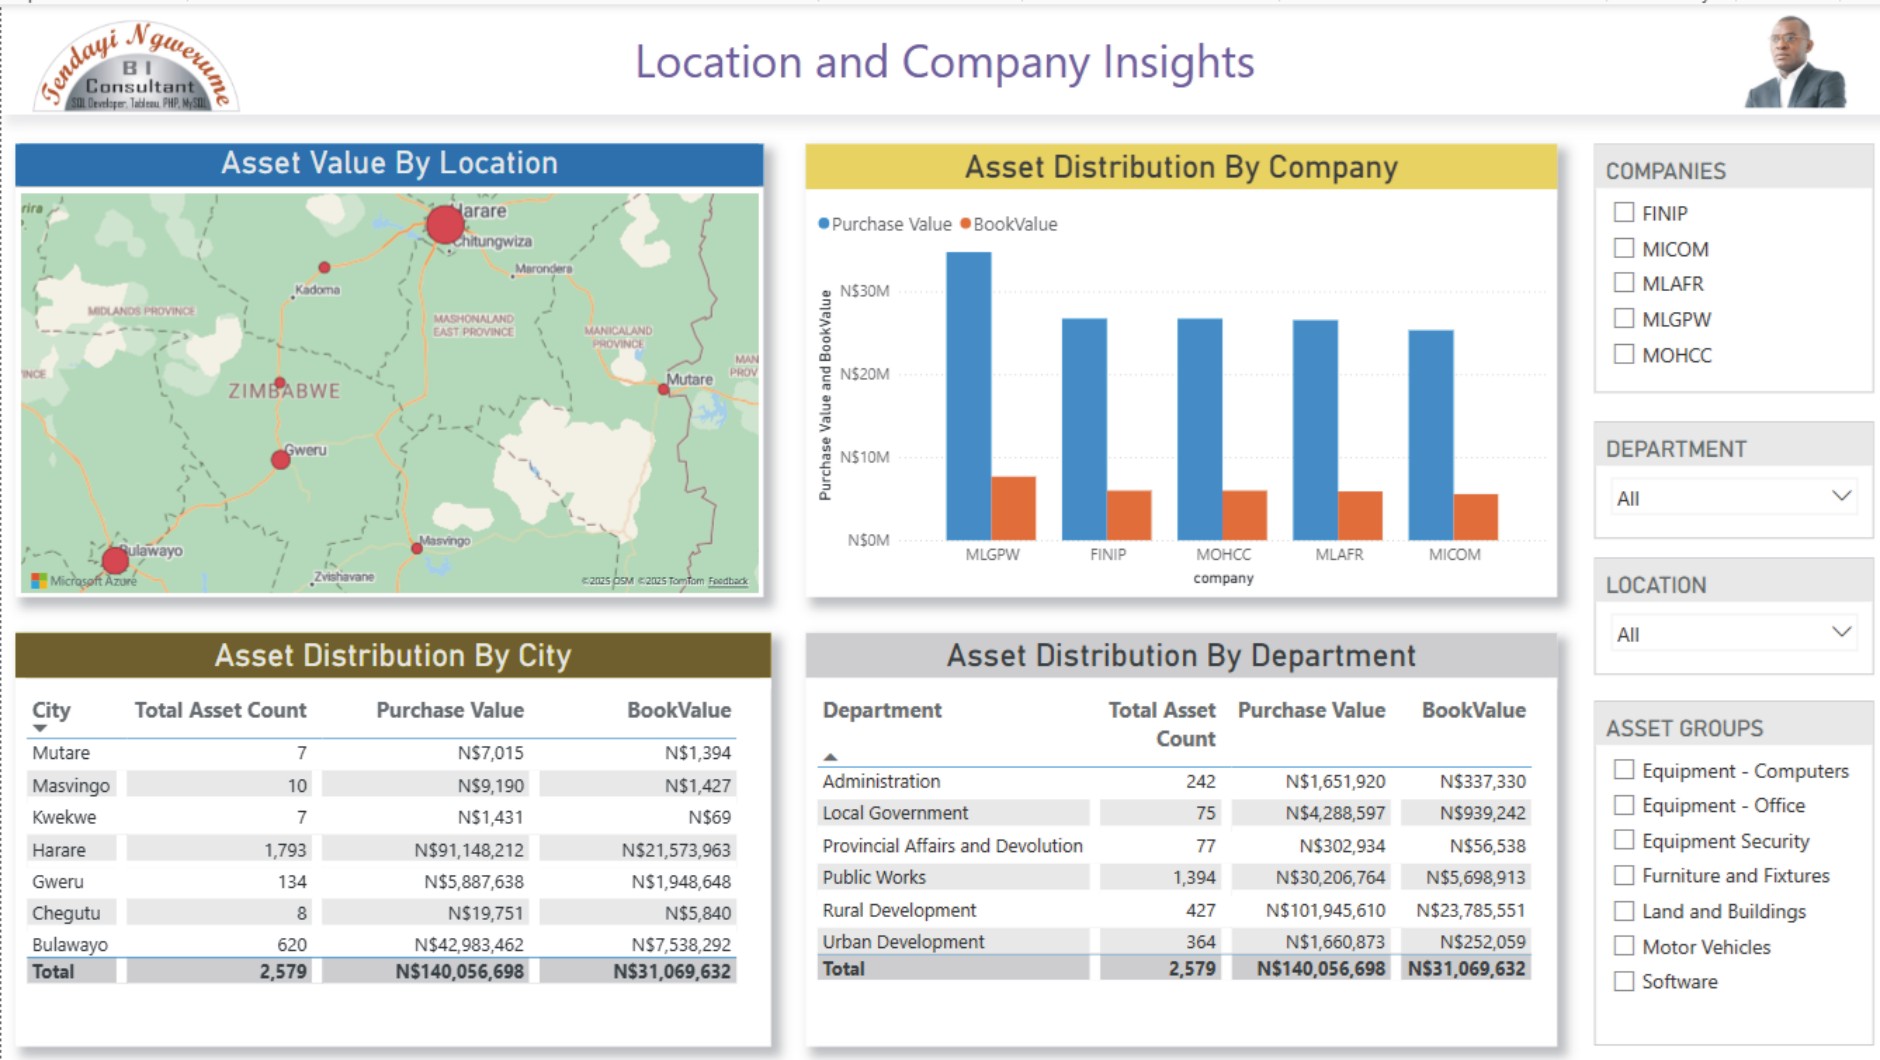 Tendayi Ngwerume
BI
Consultant
SQL Developer, Tableau, PHP, MySQL
Location and Company Insights
Asset Value By Location
Harare
Chitungwiza
Marondera
Kadoma
MIDLANDS PROVINCE
MASHONALAND
EAST PROVINCE
MANICALAND
PROVINCE
MAN
PROV
INCE
ZIMBABWE
Mutare
Gweru
Bulawayo
Masvingo
Zvishavane
Microsoft Azure
©2025 OSM ©2025 TomTom Feedback
Asset Distribution By Company
Purchase Value BookValue
Purchase Value and BookValue
N$30M
N$20M
N$10M
N$0M
MLGPW FINIP MOHCC MLAFR MICOM
company
COMPANIES
FINIP
MICOM
MLAFR
MLGPW
MOHCC
DEPARTMENT
All
LOCATION
All
Asset Distribution By City
City Total Asset Count Purchase Value BookValue
Mutare 7 N$7,015 N$1,394
Masvingo 10 N$9,190 N$1,427
Kwekwe 7 N$1,431 N$69
Harare 1,793 N$91,148,212 N$21,573,963
Gweru 134 N$5,887,638 N$1,948,648
Chegutu 8 N$19,751 N$5,840
Bulawayo 620 N$42,983,462 N$7,538,292
Total 2,579 N$140,056,698 N$31,069,632
Asset Distribution By Department
Department Total Asset Purchase Value BookValue
Count
Administration 242 N$1,651,920 N$337,330
Local Government 75 N$4,288,597 N$939,242
Provincial Affairs and Devolution 77 N$302,934 N$56,538
Public Works 1,394 N$30,206,764 N$5,698,913
Rural Development 427 N$101,945,610 N$23,785,551
Urban Development 364 N$1,660,873 N$252,059
Total 2,579 N$140,056,698 N$31,069,632
ASSET GROUPS
Equipment - Computers
Equipment - Office
Equipment Security
Furniture and Fixtures
Land and Buildings
Motor Vehicles
Software